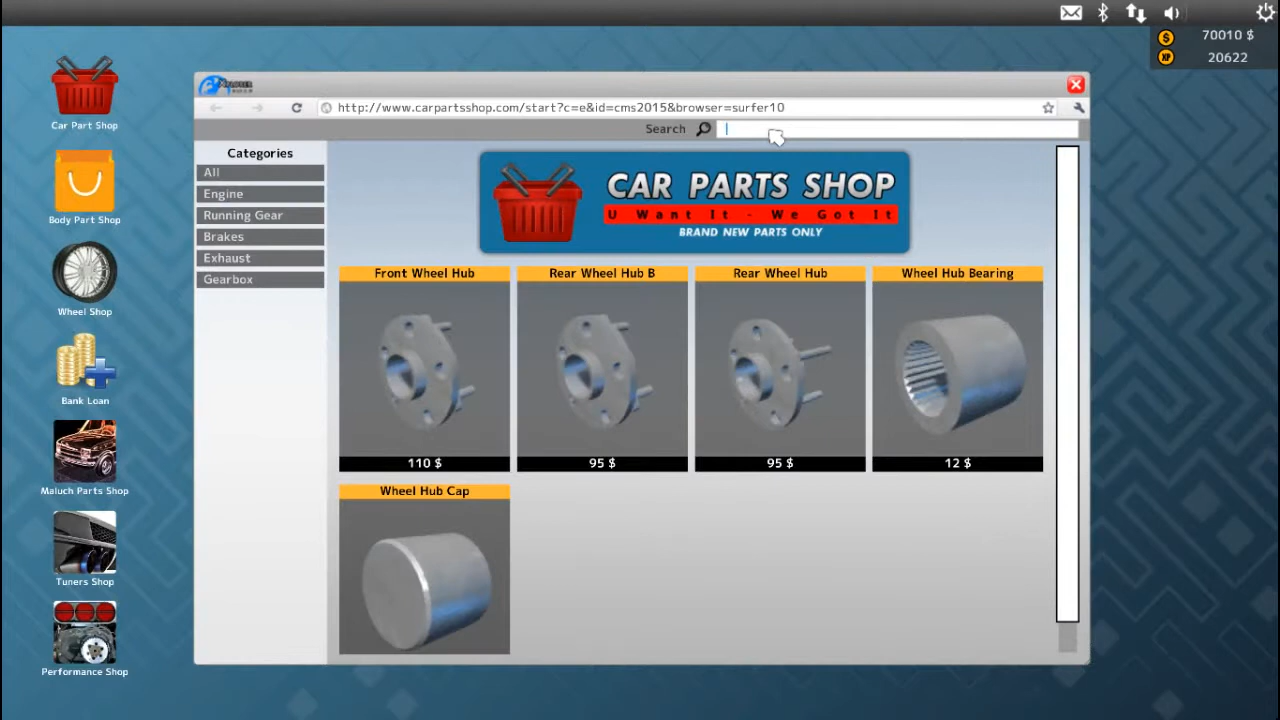 70010 $
20622
http://www.carpartsshop.com/start?c=e&id=cms2015&browser=surfer10
Search
Car Part Shop
Body Part Shop
Wheel Shop
Bank Loan
Maluch Parts Shop
Tuners Shop
Performance Shop
Categories
All
Engine
Running Gear
Brakes
Exhaust
Gearbox
CAR PARTS SHOP
U Want It - We Got It
BRAND NEW PARTS ONLY
Front Wheel Hub
110 $
Rear Wheel Hub B
95 $
Rear Wheel Hub
95 $
Wheel Hub Bearing
12 $
Wheel Hub Cap